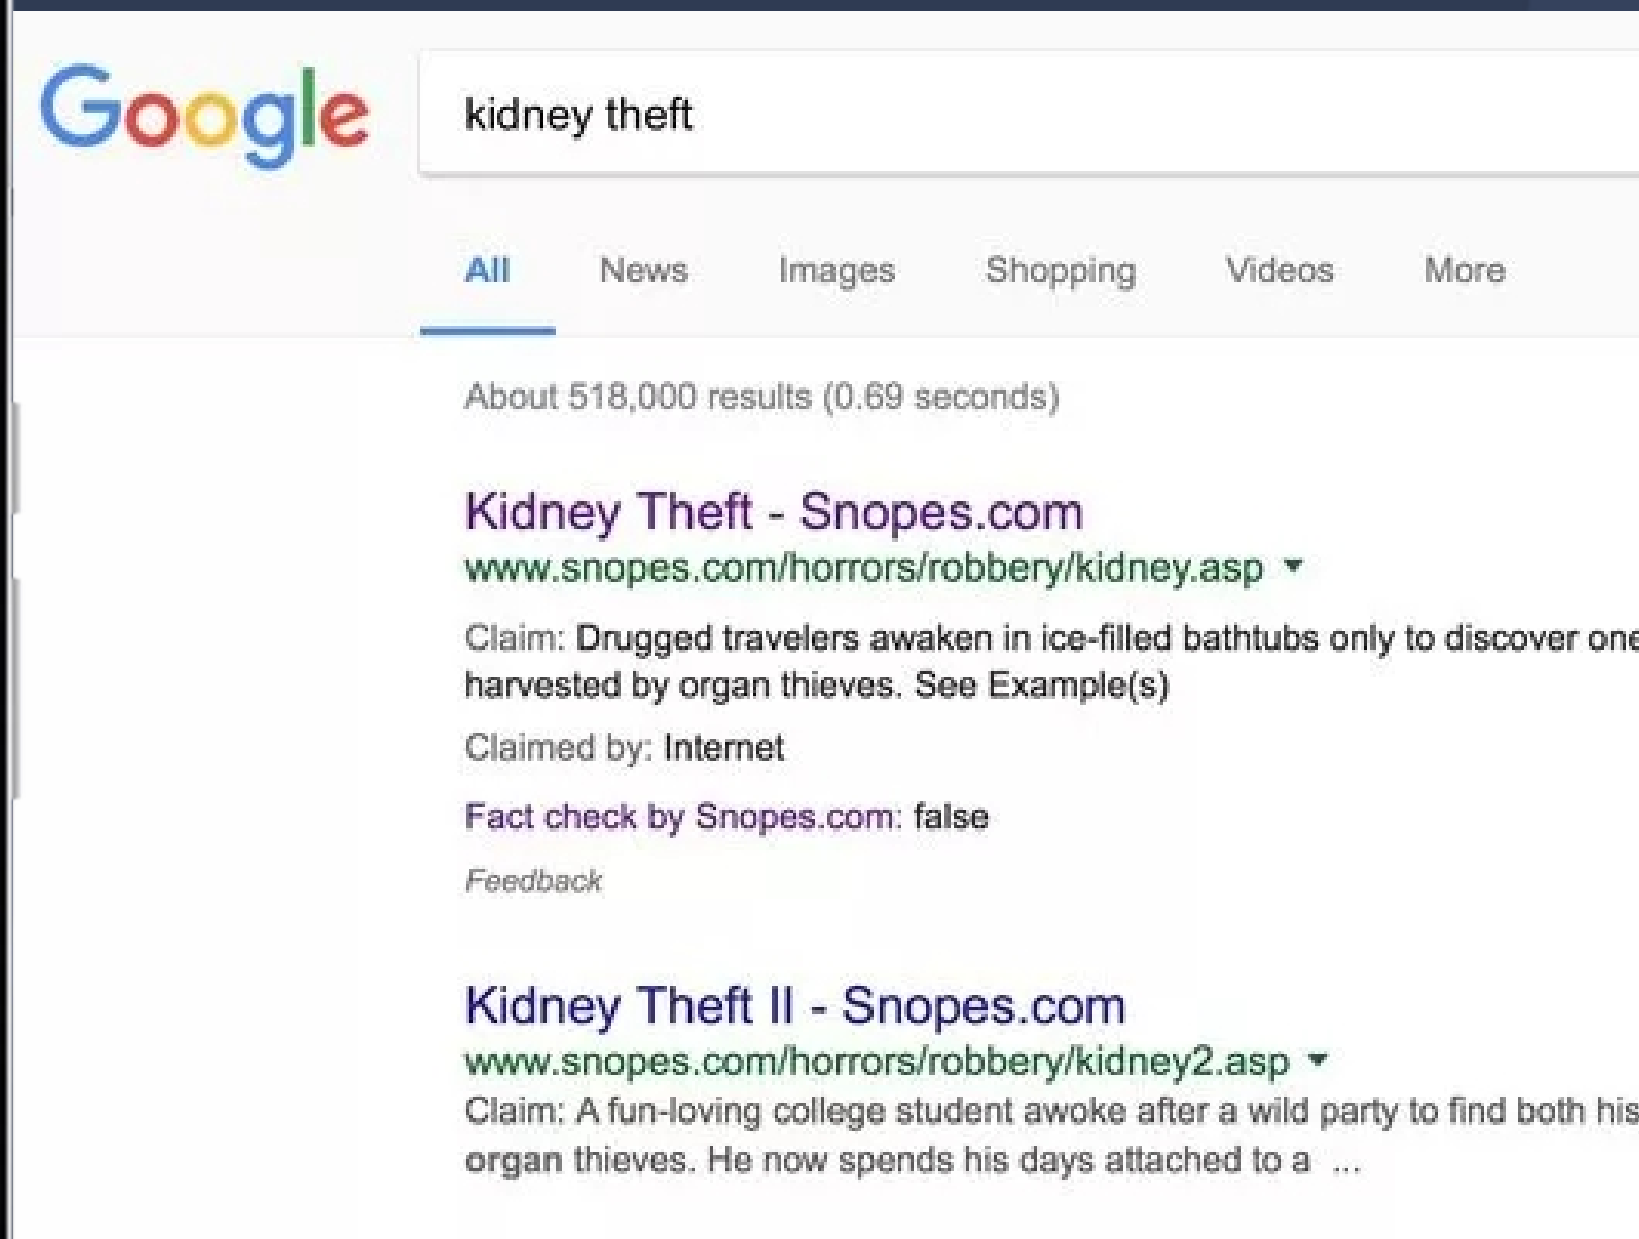 Google
kidney theft
All News Images Shopping Videos More
About 518,000 results (0.69 seconds)
Kidney Theft - Snopes.com
www.snopes.com/horrors/robbery/kidney.asp
Claim: Drugged travelers awaken in ice-filled bathtubs only to discover one
harvested by organ thieves. See Example(s)
Claimed by: Internet
Fact check by Snopes.com: false
Feedback
Kidney Theft II - Snopes.com
www.snopes.com/horrors/robbery/kidney2.asp
Claim: A fun-loving college student awoke after a wild party to find both his
organ thieves. He now spends his days attached to a ...